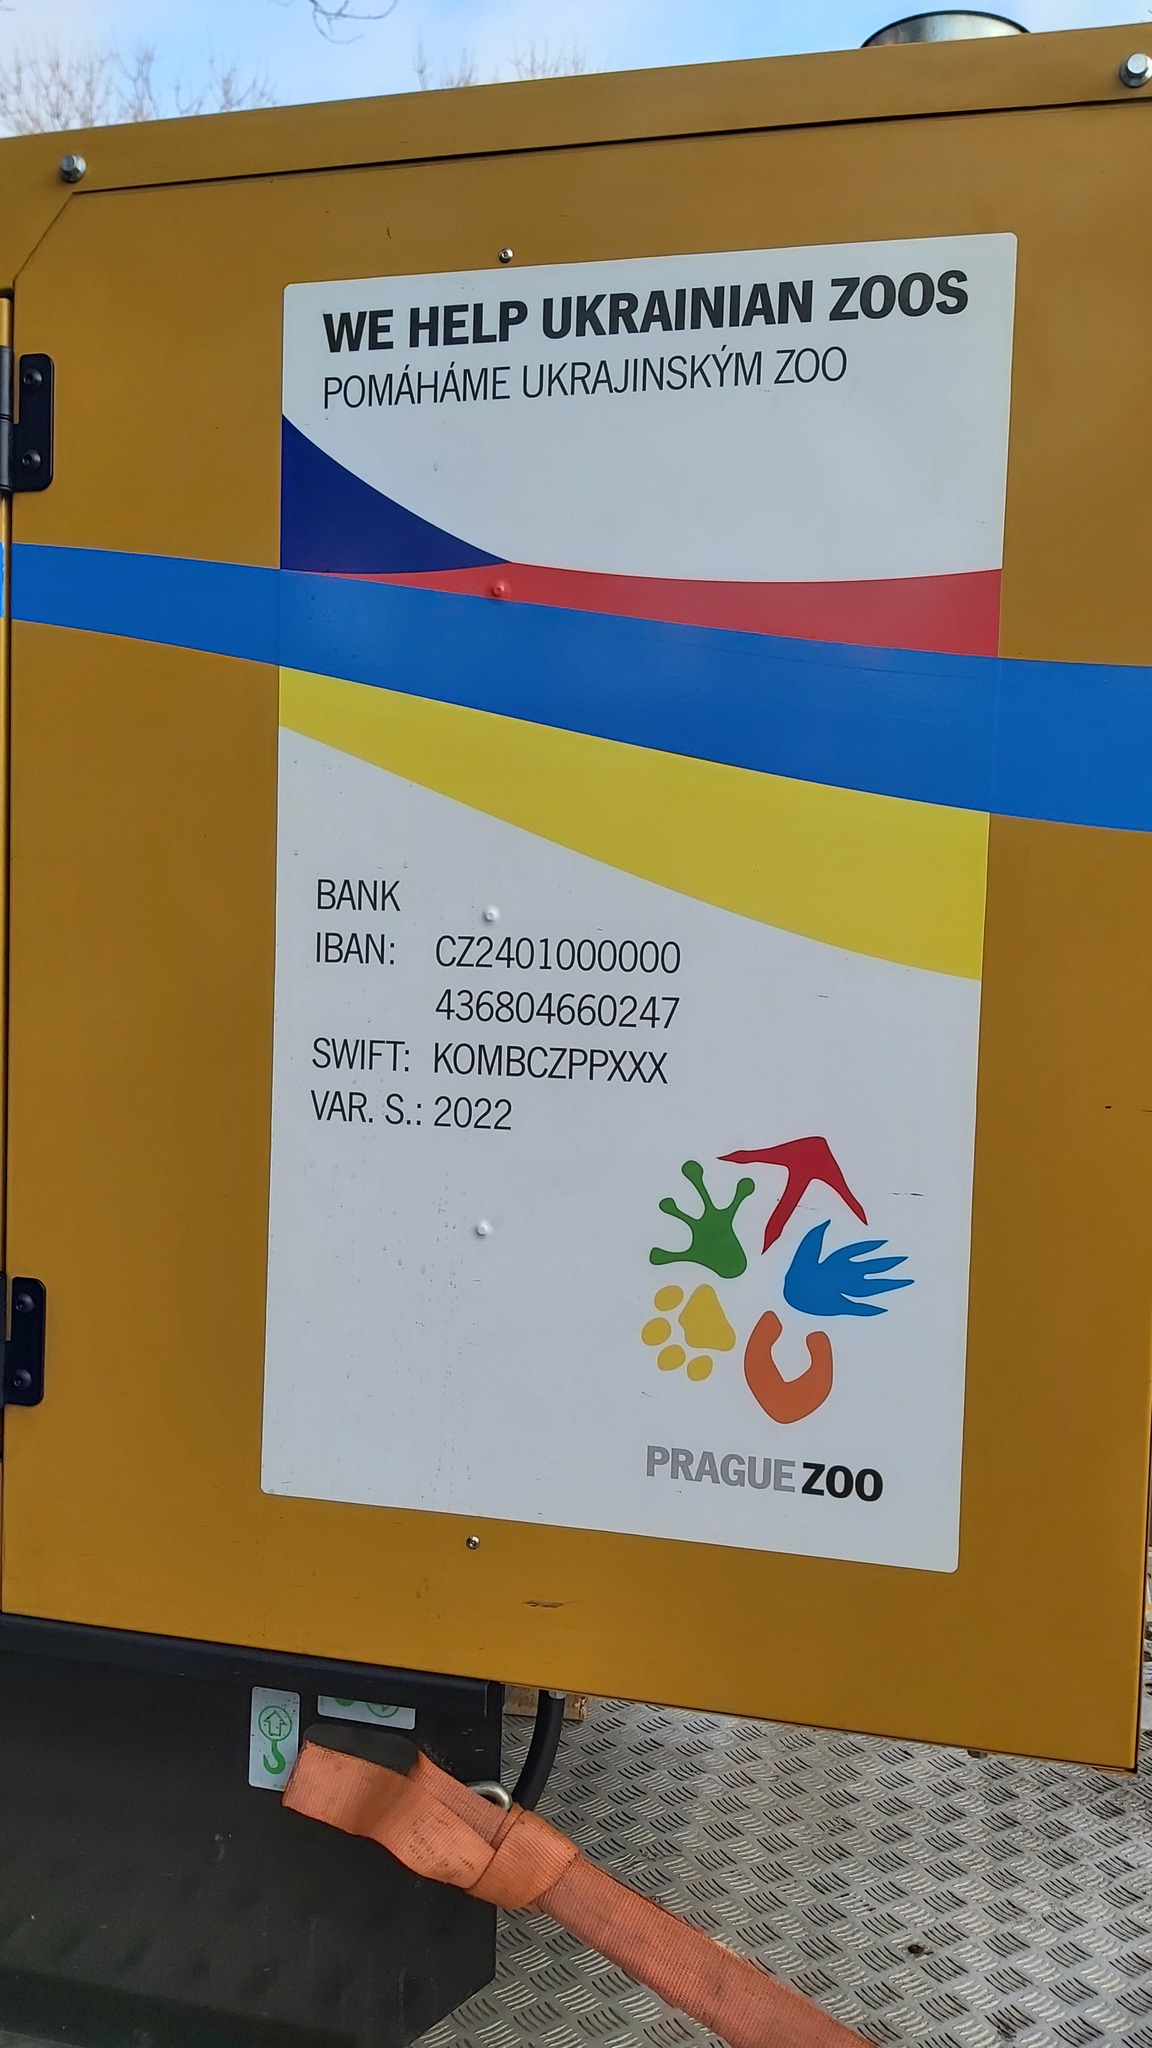 WE HELP UKRAINIAN ZOOS
POMÁHÁME UKRAJINSKÝM ZOO
BANK
IBAN: CZ2401000000
436804660247
SWIFT: KOMBCZPPXXX
VAR. S.: 2022
PRAGUE ZOO